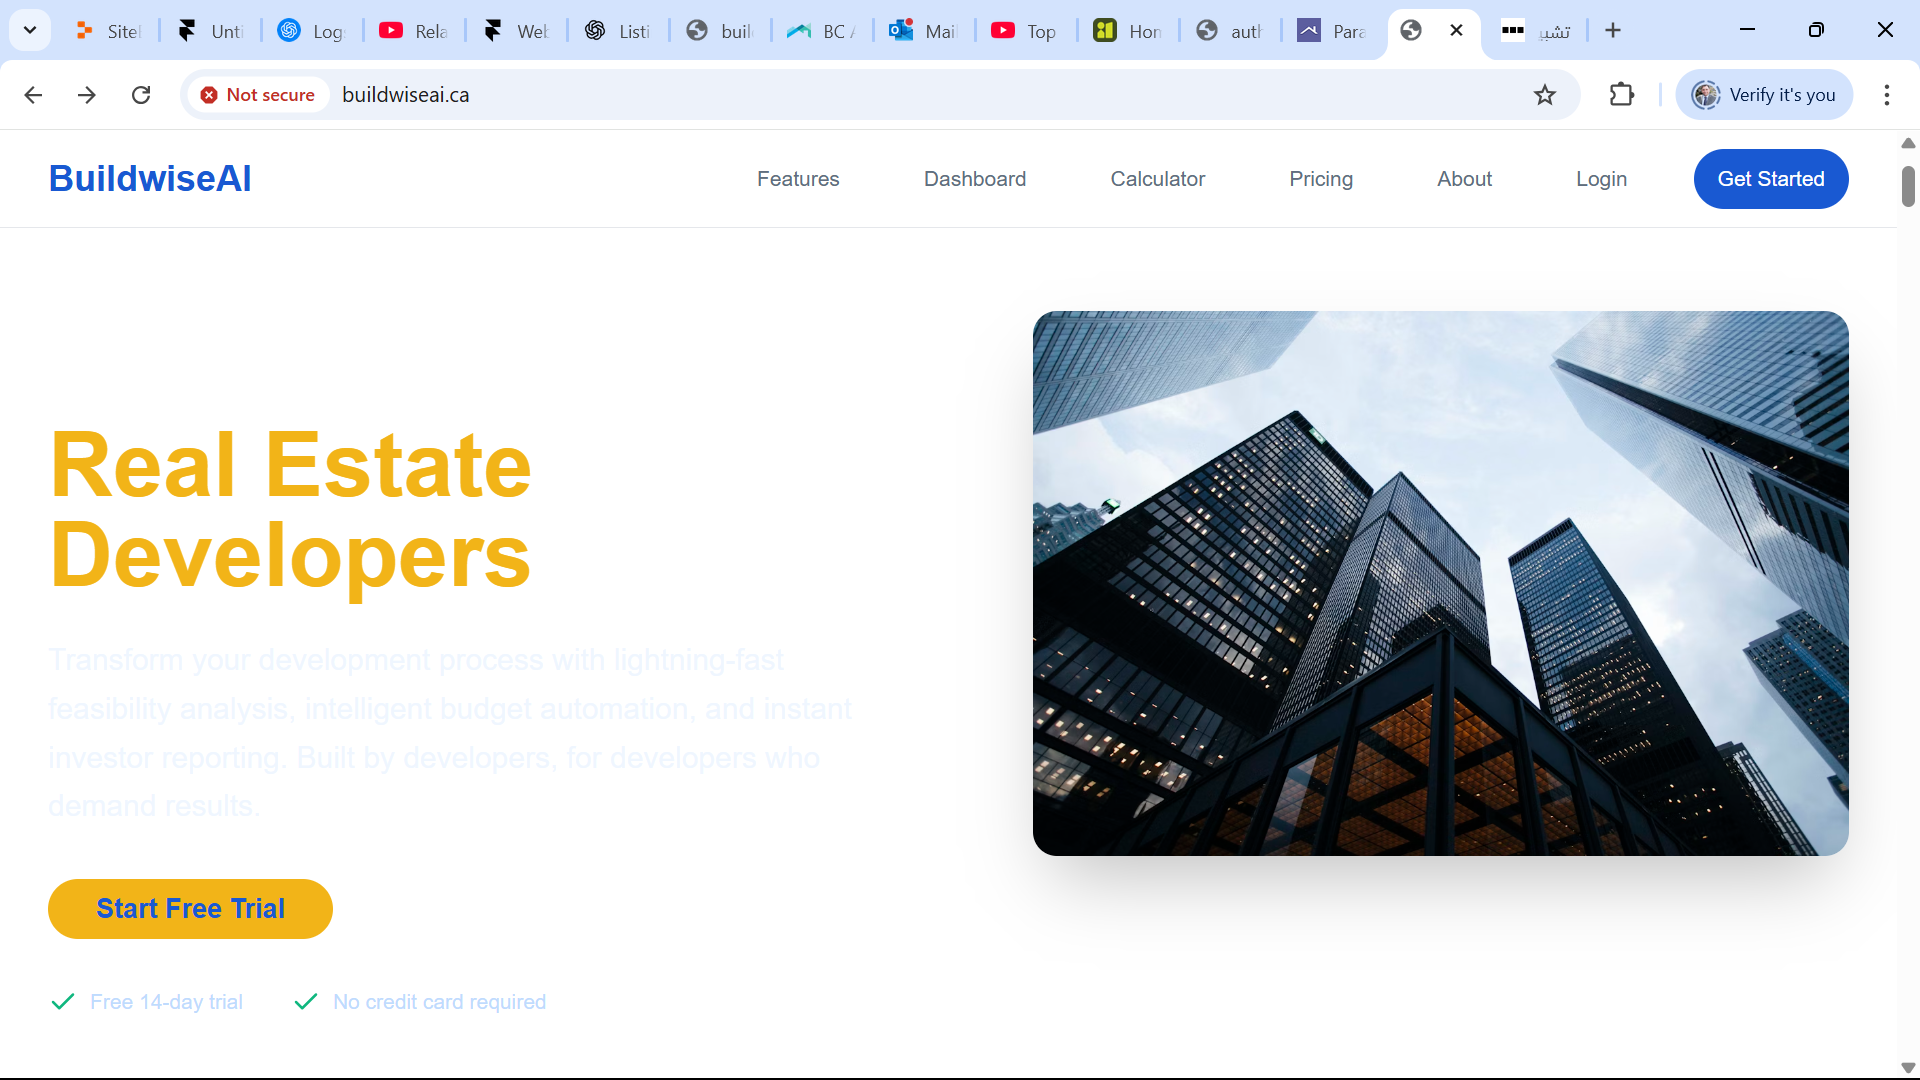 Site
Unti
Log
Rela
Web
Listi
buil
BC A
Mail
Top
Hon
auth
Para
تشبي
Not secure
buildwiseai.ca
Verify it's you
BuildwiseAI
Features
Dashboard
Calculator
Pricing
About
Login
Get Started
Real Estate
Developers
Transform your development process with lightning-fast
feasibility analysis, intelligent budget automation, and instant
investor reporting. Built by developers, for developers who
demand results.
Start Free Trial
Free 14-day trial
No credit card required